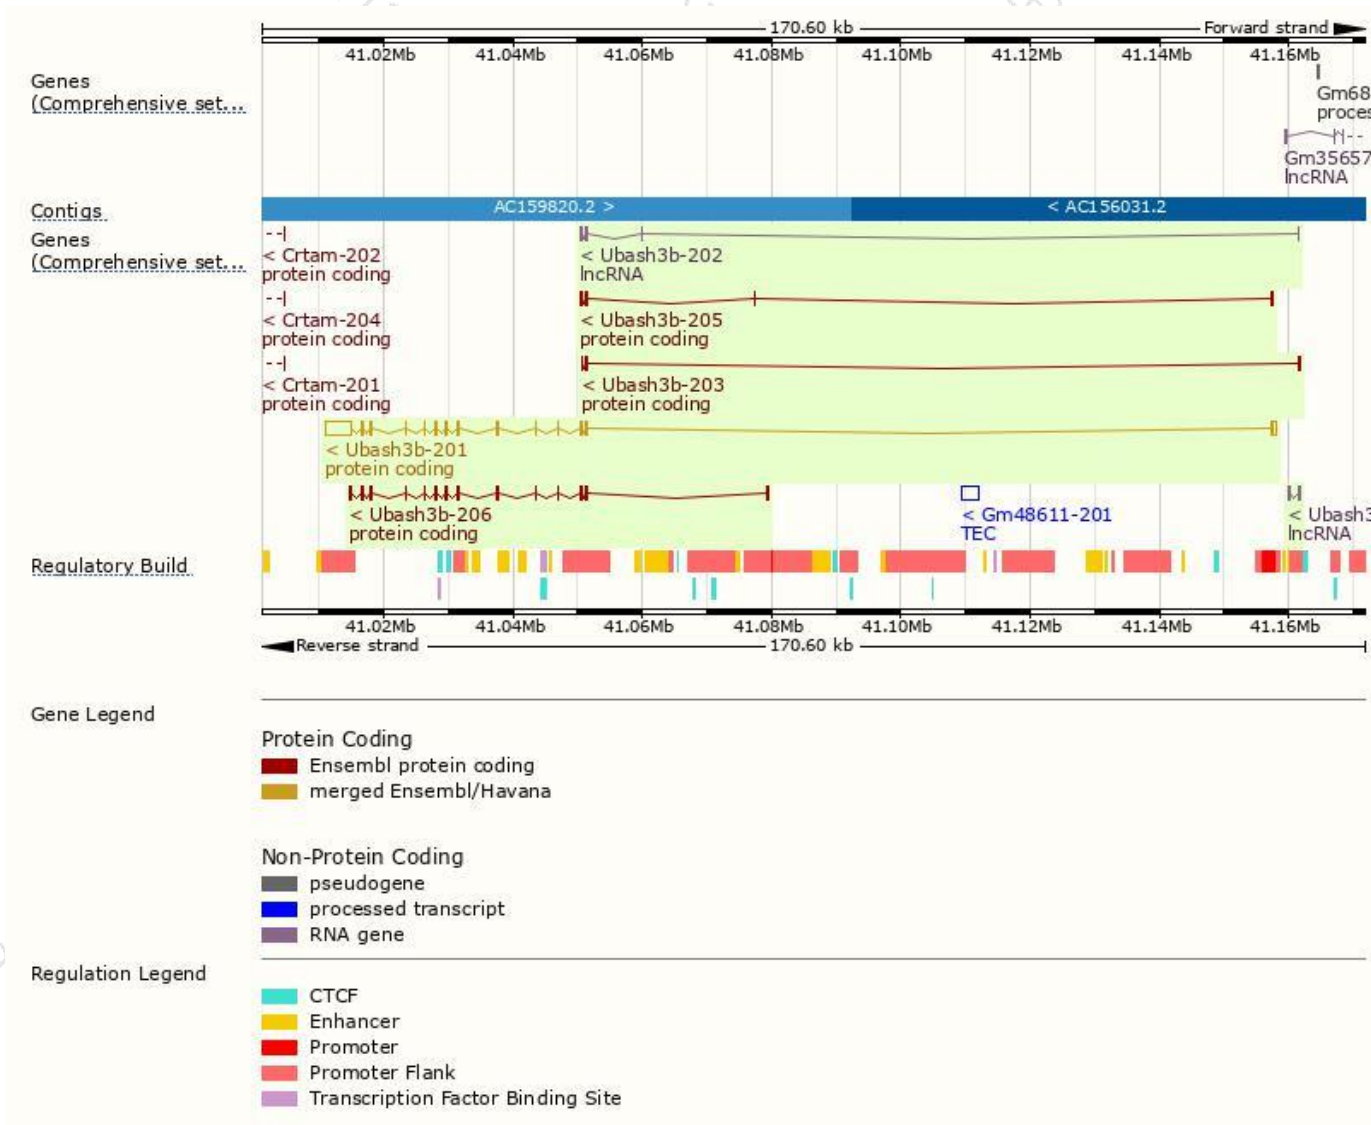 170.60 kb Forward strand
41.02Mb 41.04Mb 41.06Mb 41.08Mb 41.10Mb 41.12Mb 41.14Mb 41.16Mb
Genes
(Comprehensive set...
Gm68
proces
Gm35657
lncRNA
Contigs
AC159820.2 > < AC156031.2
Genes
(Comprehensive set...
< Crtam-202 < Ubash3b-202
protein coding lncRNA
< Crtam-204 < Ubash3b-205
protein coding protein coding
< Crtam-201 < Ubash3b-203
protein coding protein coding
< Ubash3b-201
protein coding
< Ubash3b-206 < Gm48611-201 < Ubash3
protein coding TEC lncRNA
Regulatory Build
41.02Mb 41.04Mb 41.06Mb 41.08Mb 41.10Mb 41.12Mb 41.14Mb 41.16Mb
Reverse strand 170.60 kb
Gene Legend
Protein Coding
Ensembl protein coding
merged Ensembl/Havana
Non-Protein Coding
pseudogene
processed transcript
RNA gene
Regulation Legend
CTCF
Enhancer
Promoter
Promoter Flank
Transcription Factor Binding Site